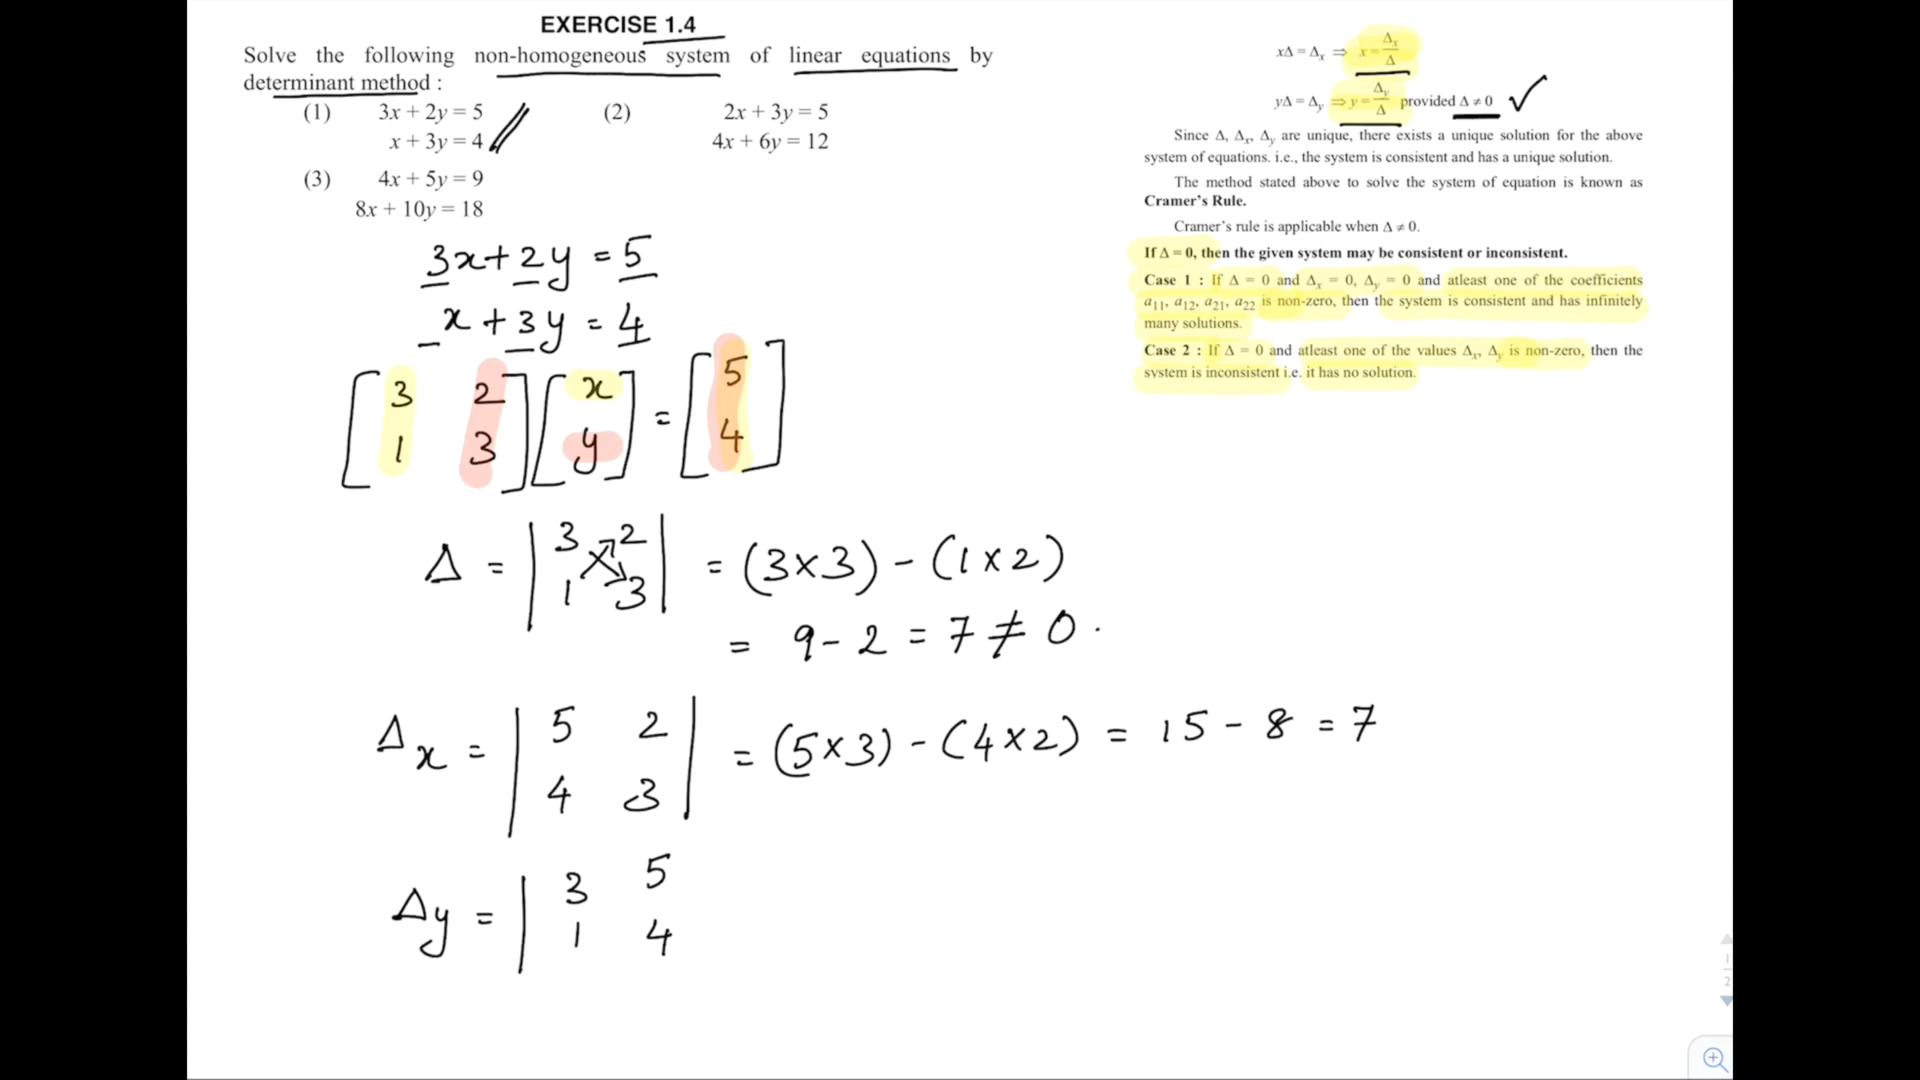 EXERCISE 1.4
Solve the following non-homogeneous system of linear equations by
determinant method :
(1) 3x + 2y = 5
x + 3y = 4
(2) 2x + 3y = 5
4x + 6y = 12
(3) 4x + 5y = 9
8x + 10y = 18
3x + 2y = 5
x + 3y = 4
[3 2 [x = [5
1 3] y] 4]
Δ = |3 2 = (3×3) - (1×2)
1 3|
= 9 - 2 = 7 ≠ 0.
Δx = |5 2 = (5×3) - (4×2) = 15 - 8 = 7
4 3|
Δy = |3 5
1 4
xΔ = Δx ⇒ x = Δx/Δ
yΔ = Δy ⇒ y = Δy/Δ provided Δ ≠ 0 ✓
Since Δ, Δx, Δy are unique, there exists a unique solution for the above
system of equations. i.e., the system is consistent and has a unique solution.
The method stated above to solve the system of equation is known as
Cramer's Rule.
Cramer's rule is applicable when Δ ≠ 0.
If Δ = 0, then the given system may be consistent or inconsistent.
Case 1 : If Δ = 0 and Δx = 0, Δy = 0 and atleast one of the coefficients
a11, a12, a21, a22 is non-zero, then the system is consistent and has infinitely
many solutions.
Case 2 : If Δ = 0 and atleast one of the values Δx, Δy is non-zero, then the
system is inconsistent i.e. it has no solution.
1
2